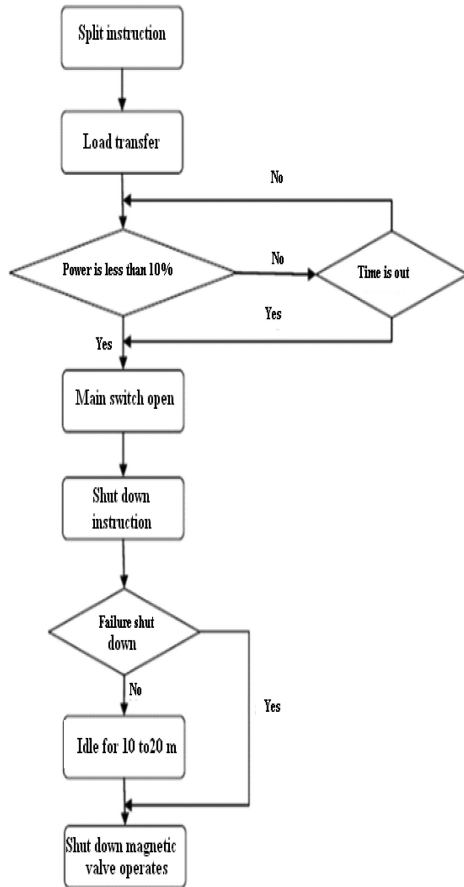 Split instruction
Load transfer
No
Power is less than 10%
No
Time is out
Yes
Yes
Main switch open
Shut down
instruction
Failure shut
down
No
Yes
Idle for 10 to20 m
Shut down magnetic
valve operates